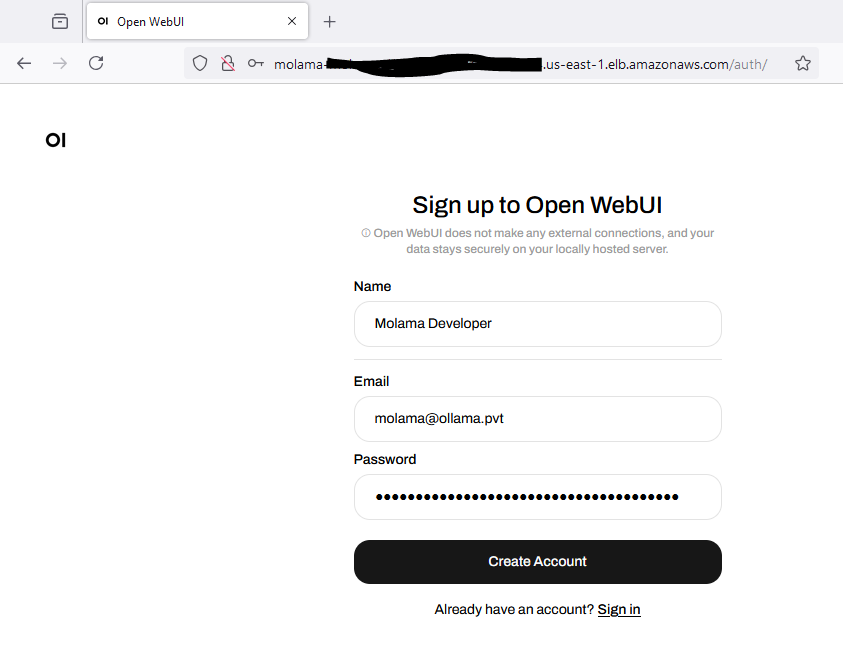 OI Open WebUI
molama- .us-east-1.elb.amazonaws.com/auth/
OI
Sign up to Open WebUI
Open WebUI does not make any external connections, and your
data stays securely on your locally hosted server.
Name
Molama Developer
Email
molama@ollama.pvt
Password
••••••••••••••••••••••••••••••••••••••
Create Account
Already have an account? Sign in